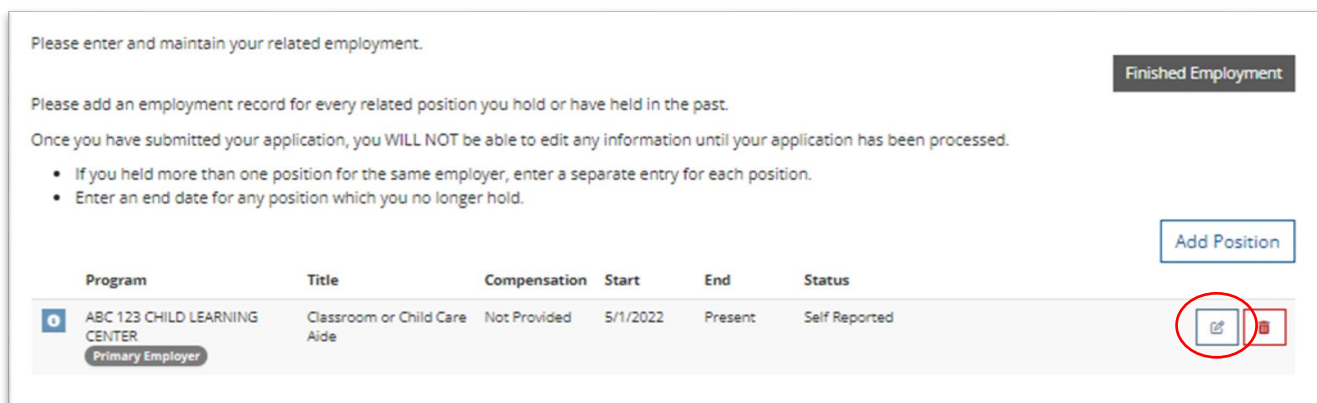 Please enter and maintain your related employment.
Finished Employment
Please add an employment record for every related position you hold or have held in the past.
Once you have submitted your application, you WILL NOT be able to edit any information until your application has been processed.
• If you held more than one position for the same employer, enter a separate entry for each position.
• Enter an end date for any position which you no longer hold.
Add Position
Program Title Compensation Start End Status
ABC 123 CHILD LEARNING Classroom or Child Care Not Provided 5/1/2022 Present Self Reported
CENTER Aide
Primary Employer